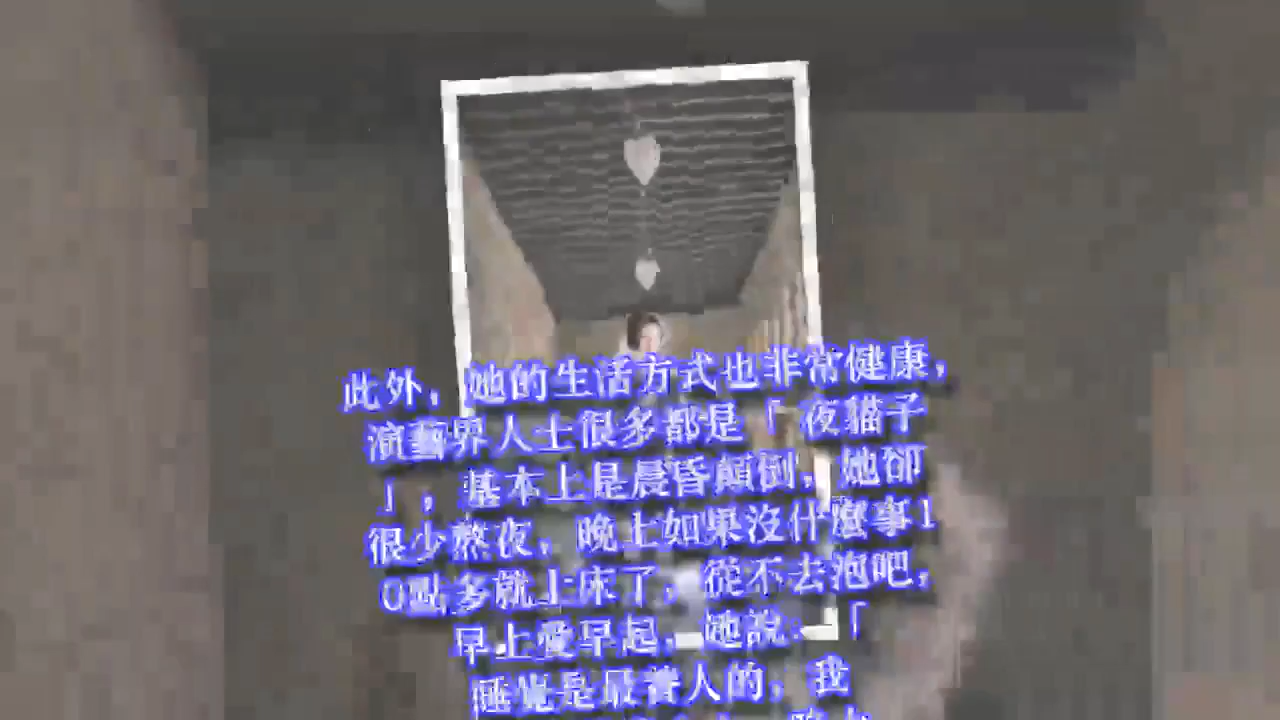 此外，她的生活方式也非常健康，
演藝界人士很多都是「夜貓子
」，基本上是晨昏顛倒，她卻
很少熬夜，晚上如果沒什麼事1
0點多就上床了，從不去泡吧，
早上愛早起，她說：「
睡覺是最養人的，我